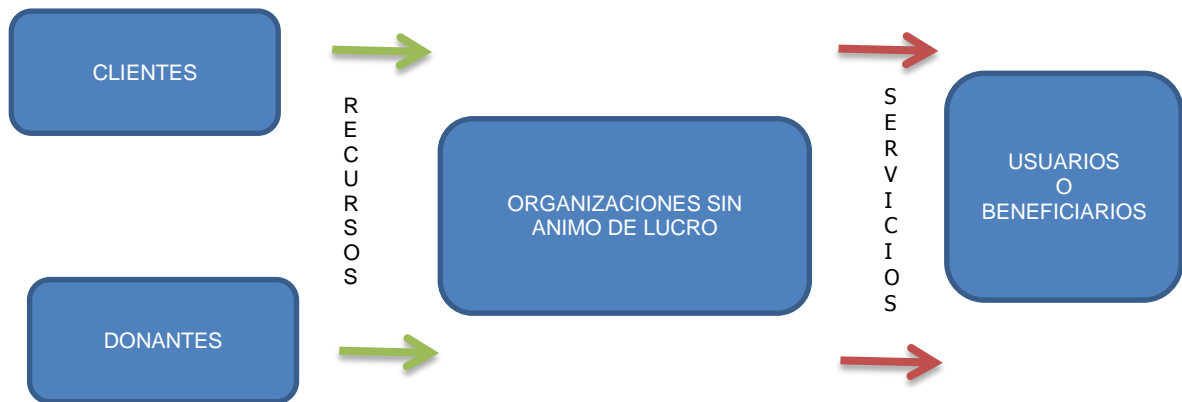 CLIENTES
RECURSOS
DONANTES
ORGANIZACIONES SIN
ANIMO DE LUCRO
SERVICIOS
USUARIOS
O
BENEFICIARIOS